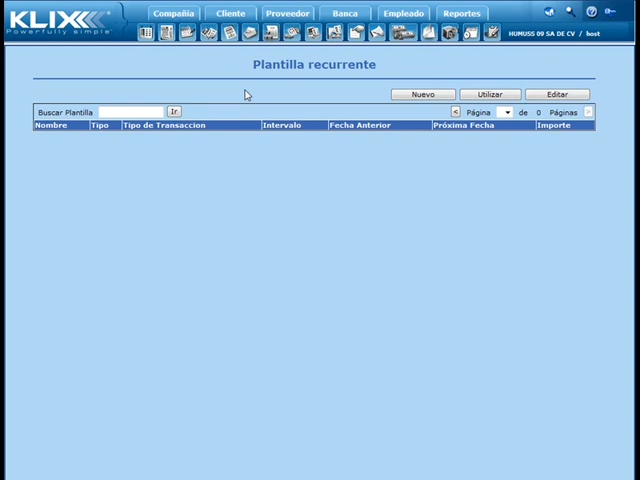 KLIX
Powerfully simple
Compañía Cliente Proveedor Banca Empleado Reportes
HUMUSS 09 SA DE CV / host
Plantilla recurrente
Nuevo Utilizar Editar
Buscar Plantilla Ir < Página de 0 Páginas >
Nombre Tipo Tipo de Transaccion Intervalo Fecha Anterior Próxima Fecha Importe